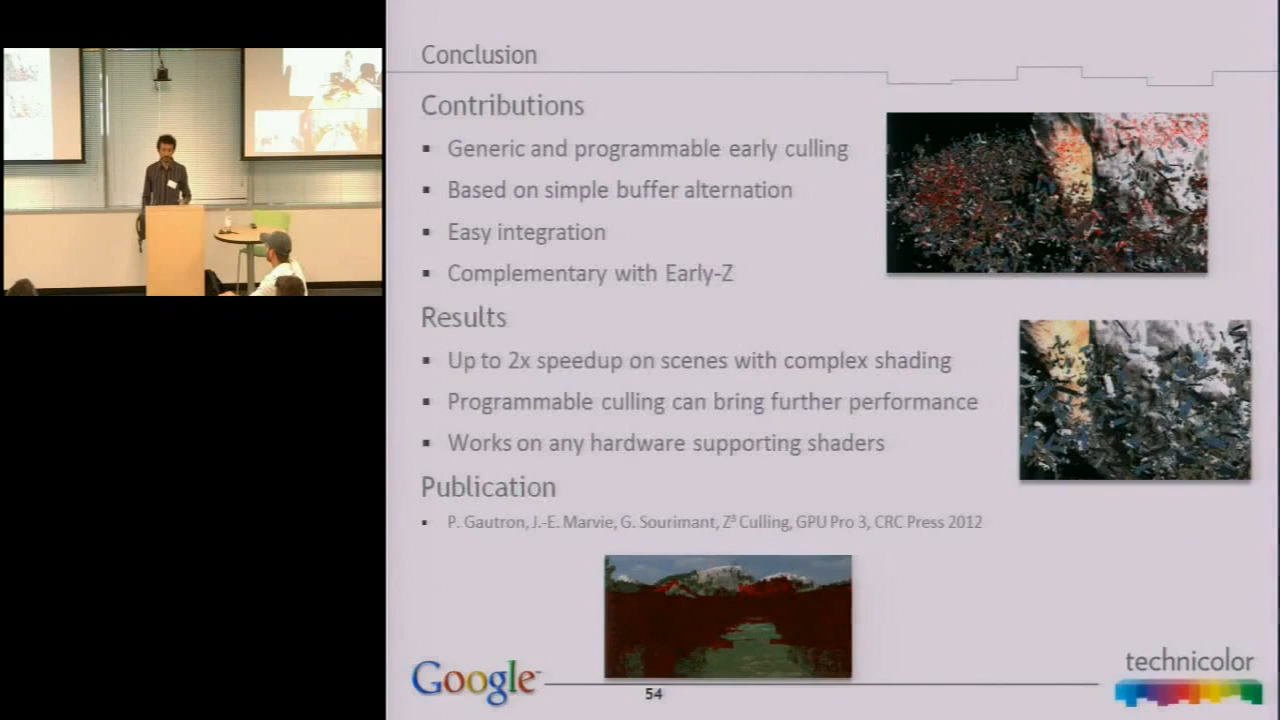 Conclusion
Contributions
▪ Generic and programmable early culling
▪ Based on simple buffer alternation
▪ Easy integration
▪ Complementary with Early-Z
Results
▪ Up to 2x speedup on scenes with complex shading
▪ Programmable culling can bring further performance
▪ Works on any hardware supporting shaders
Publication
▪ P. Gautron, J.-E. Marvie, G. Sourimant, Z³ Culling, GPU Pro 3, CRC Press 2012
Google™
54
technicolor